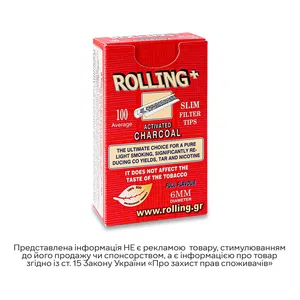 ROLLING+
100
Average
SLIM
FILTER
TIPS
ACTIVATED
CHARCOAL
THE ULTIMATE CHOICE FOR A PURE
LIGHT SMOKING, SIGNIFICANTLY RE-
DUCING CO YIELDS, TAR AND NICOTINE
IT DOES NOT AFFECT THE
TASTE OF THE TOBACCO
FULL FLAVOUR
6MM
DIAMETER
www.rolling.gr
Представлена інформація НЕ є рекламою товару, стимулюванням
до його продажу чи спонсорством, а є інформацією про товар
згідно із ст. 15 Закону України «Про захист прав споживачів»